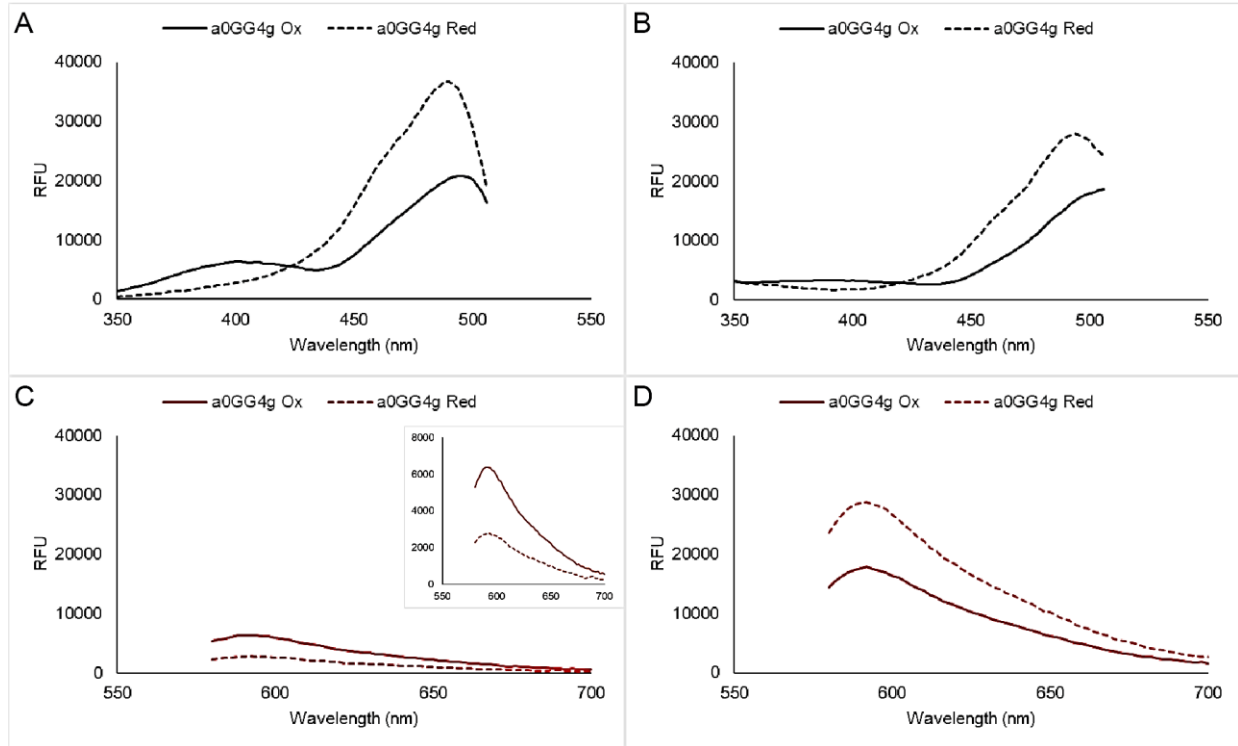 A
a0GG4g Ox a0GG4g Red
40000
30000
20000
10000
0
RFU
350 400 450 500 550
Wavelength (nm)
B
a0GG4g Ox a0GG4g Red
40000
30000
20000
10000
0
RFU
350 400 450 500 550
Wavelength (nm)
C
a0GG4g Ox a0GG4g Red
40000
30000
20000
10000
0
RFU
550 600 650 700
Wavelength (nm)
8000
6000
4000
2000
0
550 600 650 700
D
a0GG4g Ox a0GG4g Red
40000
30000
20000
10000
0
RFU
550 600 650 700
Wavelength (nm)